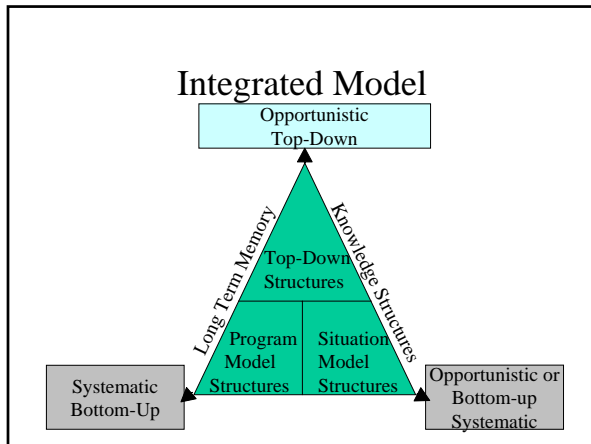 Integrated Model
Opportunistic
Top-Down
Long Term Memory
Knowledge Structures
Top-Down
Structures
Program
Model
Structures
Situation
Model
Structures
Systematic
Bottom-Up
Opportunistic or
Bottom-up
Systematic